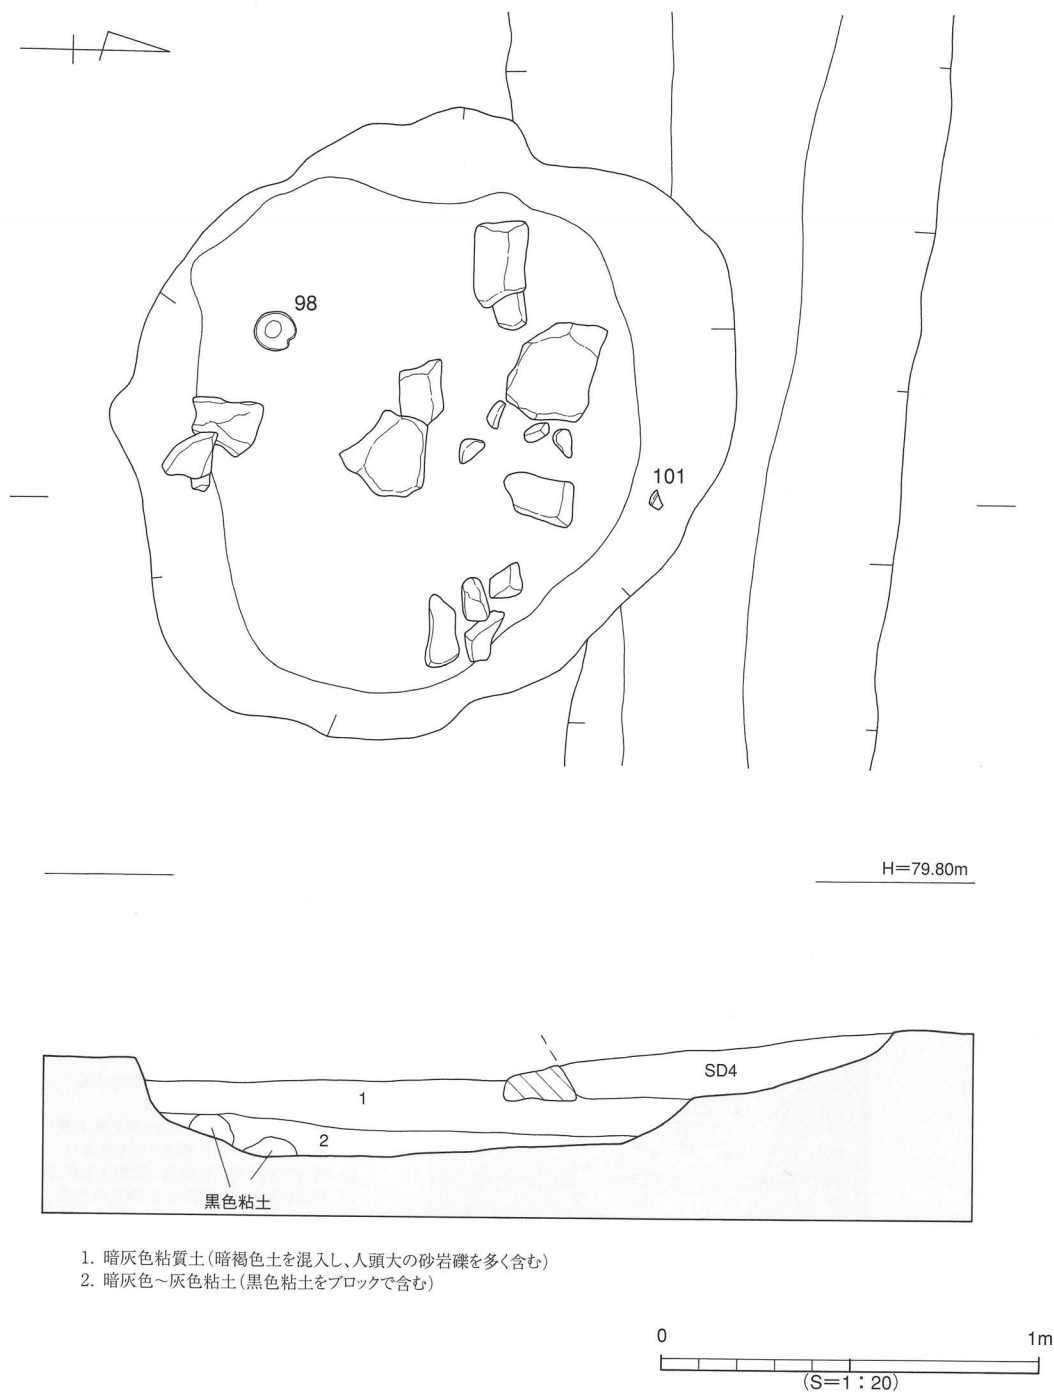 98
101
H＝79.80m
SD4
1
2
黒色粘土
1. 暗灰色粘質土（暗褐色土を混入し、人頭大の砂岩礫を多く含む）
2. 暗灰色～灰色粘土（黒色粘土をブロックで含む）
0 1m
（S＝1：20）